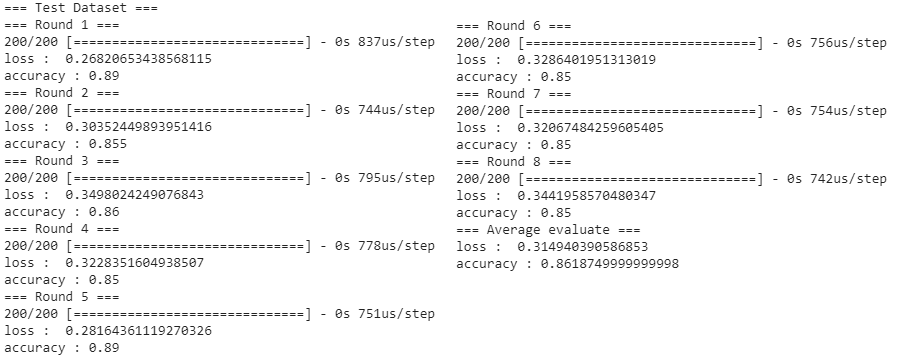 === Test Dataset ===
=== Round 1 ===
200/200 [==============================] - 0s 837us/step
loss :  0.26820653438568115
accuracy : 0.89
=== Round 2 ===
200/200 [==============================] - 0s 744us/step
loss :  0.30352449893951416
accuracy : 0.855
=== Round 3 ===
200/200 [==============================] - 0s 795us/step
loss :  0.3498024249076843
accuracy : 0.86
=== Round 4 ===
200/200 [==============================] - 0s 778us/step
loss :  0.3228351604938507
accuracy : 0.85
=== Round 5 ===
200/200 [==============================] - 0s 751us/step
loss :  0.28164361119270326
accuracy : 0.89
=== Round 6 ===
200/200 [==============================] - 0s 756us/step
loss :  0.3286401951313019
accuracy : 0.85
=== Round 7 ===
200/200 [==============================] - 0s 754us/step
loss :  0.32067484259605405
accuracy : 0.85
=== Round 8 ===
200/200 [==============================] - 0s 742us/step
loss :  0.3441958570480347
accuracy : 0.85
=== Average evaluate ===
loss :  0.314940390586853
accuracy : 0.8618749999999998